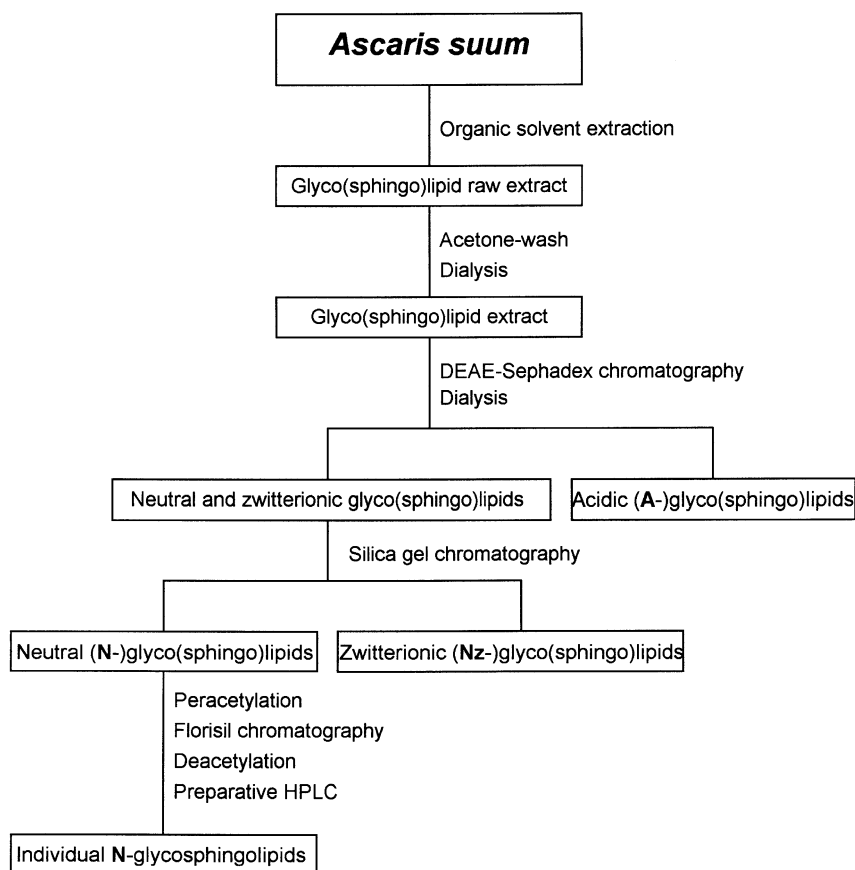 Ascaris suum
Organic solvent extraction
Glyco(sphingo)lipid raw extract
Acetone-wash
Dialysis
Glyco(sphingo)lipid extract
DEAE-Sephadex chromatography
Dialysis
Neutral and zwitterionic glyco(sphingo)lipids
Acidic (A-)glyco(sphingo)lipids
Silica gel chromatography
Neutral (N-)glyco(sphingo)lipids
Zwitterionic (Nz-)glyco(sphingo)lipids
Peracetylation
Florisil chromatography
Deacetylation
Preparative HPLC
Individual N-glycosphingolipids